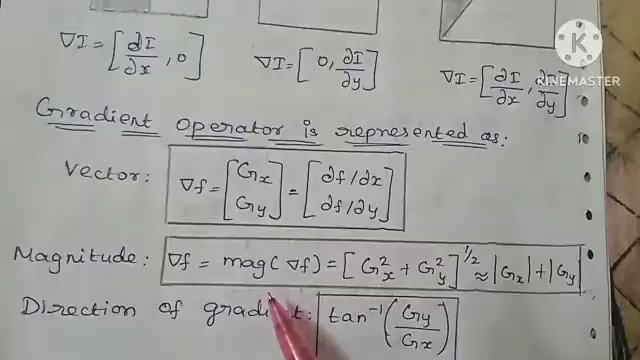 ∇I = [∂I/∂x, 0]
∇I = [0, ∂I/∂y]
∇I = [∂I/∂x, ∂I/∂y]
K
KINEMASTER
Gradient operator is represented as:
Vector: ∇f = [Gx Gy] = [∂f/∂x ∂f/∂y]
Magnitude: ∇f = mag(∇f) = [Gx² + Gy²]^1/2 ≈ |Gx| + |Gy|
Direction of gradient: tan⁻¹(Gy/Gx)